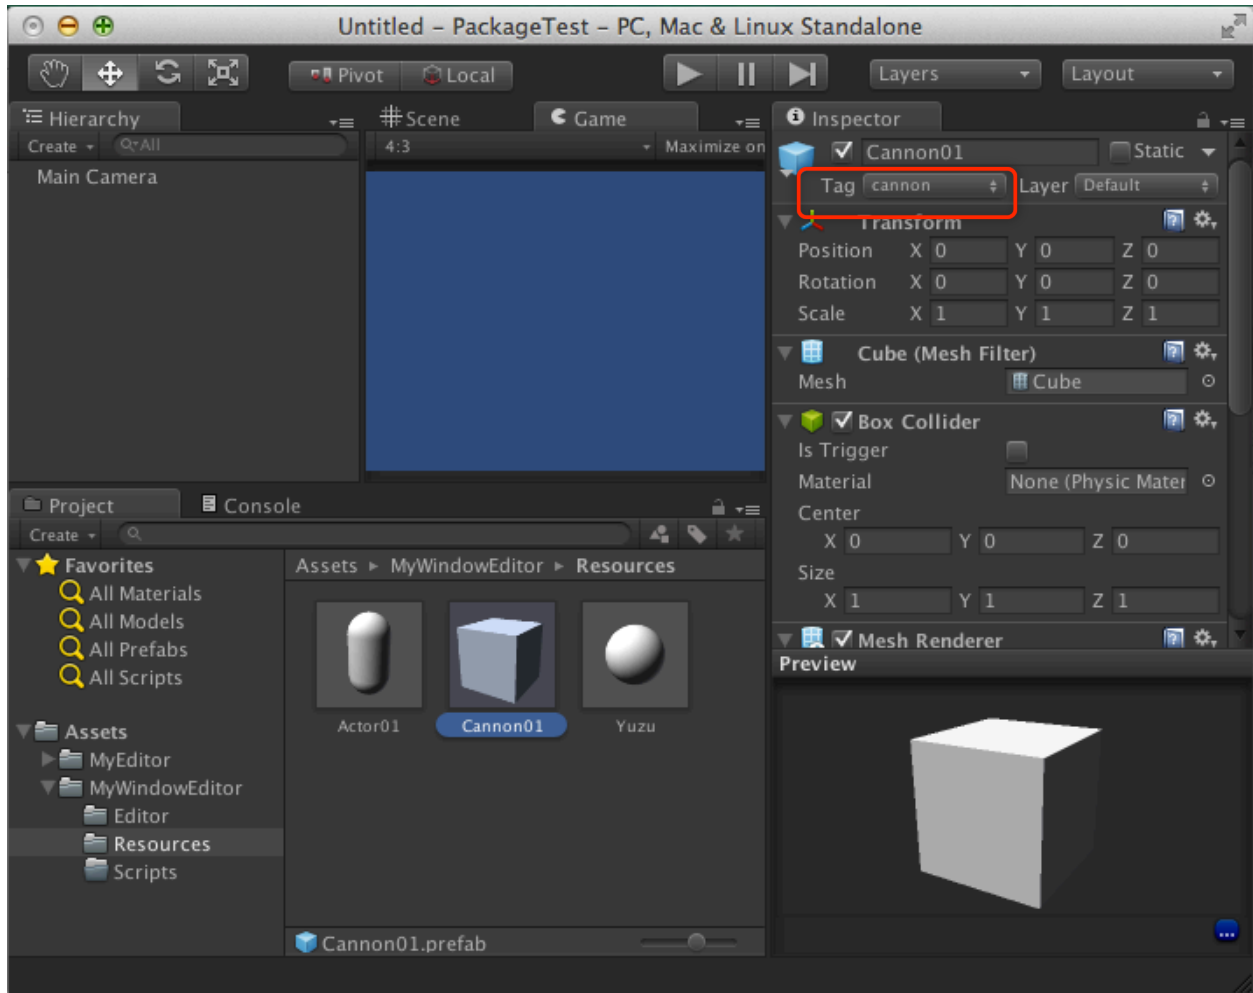 Untitled – PackageTest – PC, Mac & Linux Standalone
Pivot Local Layers Layout
Hierarchy
Create All
Main Camera
Scene Game
4:3 Maximize on
Inspector
Cannon01 Static
Tag cannon Layer Default
Transform
Position X 0 Y 0 Z 0
Rotation X 0 Y 0 Z 0
Scale X 1 Y 1 Z 1
Cube (Mesh Filter)
Mesh Cube
Box Collider
Is Trigger
Material None (Physic Mater
Center
X 0 Y 0 Z 0
Size
X 1 Y 1 Z 1
Mesh Renderer
Preview
Project Console
Create
Favorites
All Materials
All Models
All Prefabs
All Scripts
Assets
MyEditor
MyWindowEditor
Editor
Resources
Scripts
Assets ▸ MyWindowEditor ▸ Resources
Actor01 Cannon01 Yuzu
Cannon01.prefab